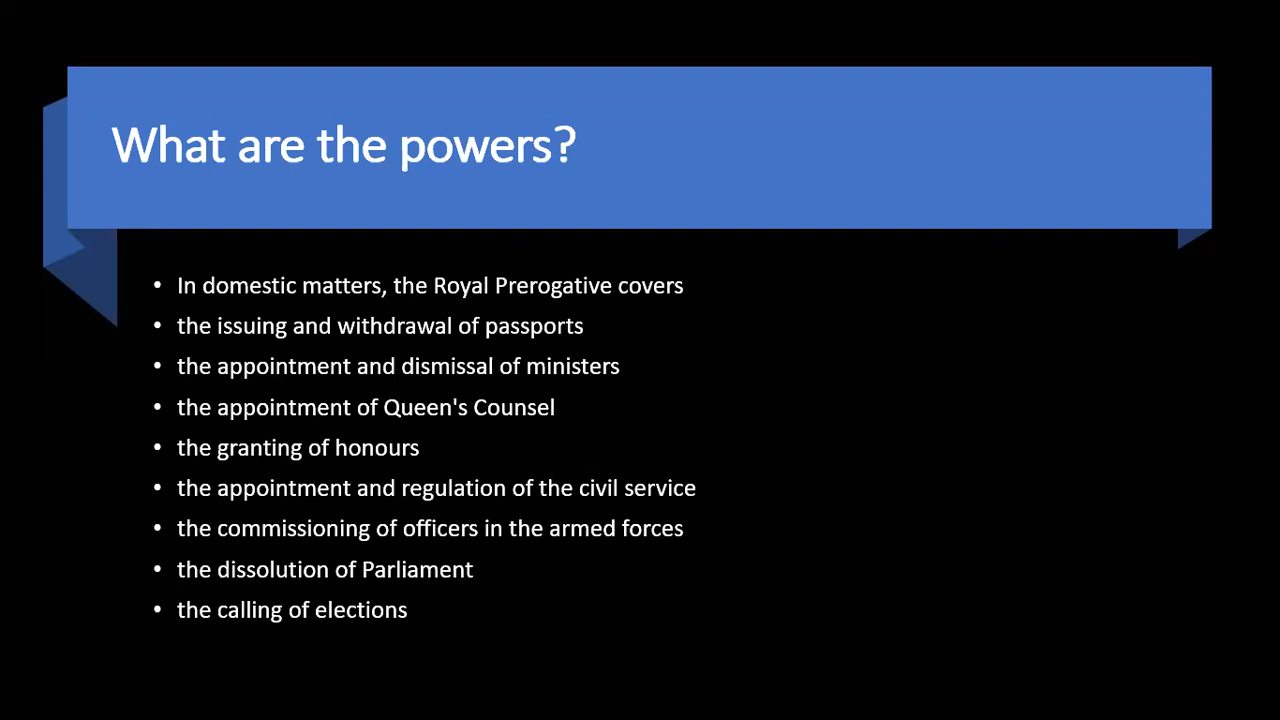 What are the powers?
• In domestic matters, the Royal Prerogative covers
• the issuing and withdrawal of passports
• the appointment and dismissal of ministers
• the appointment of Queen's Counsel
• the granting of honours
• the appointment and regulation of the civil service
• the commissioning of officers in the armed forces
• the dissolution of Parliament
• the calling of elections